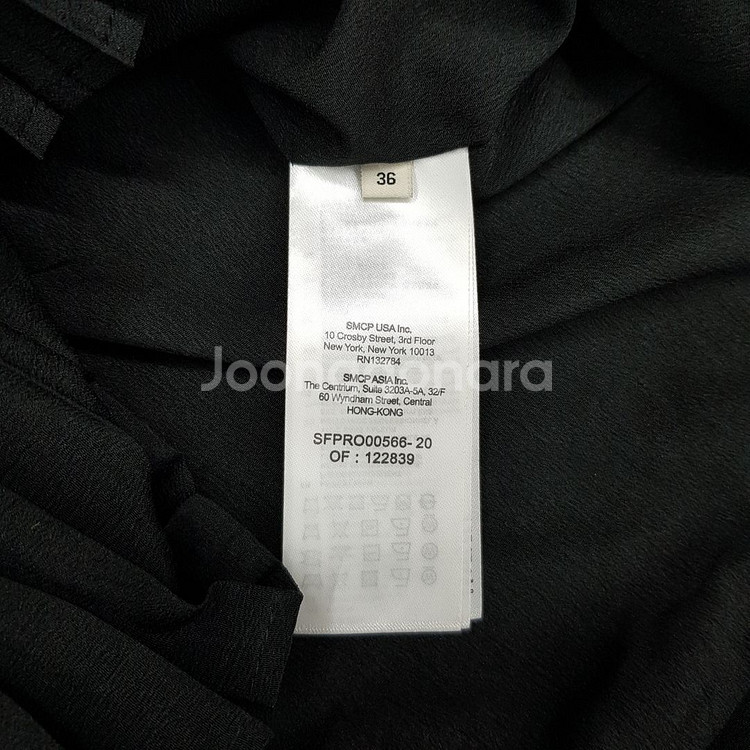 36
SMCP USA Inc.
10 Crosby Street, 3rd Floor
New York, New York 10013
RN132784
Joongonara
SMCP ASIA Inc.
The Centrium, Suite 3203A-5A, 32/F
60 Wyndham Street, Central
HONG-KONG
SFPRO00566- 20
OF : 122839